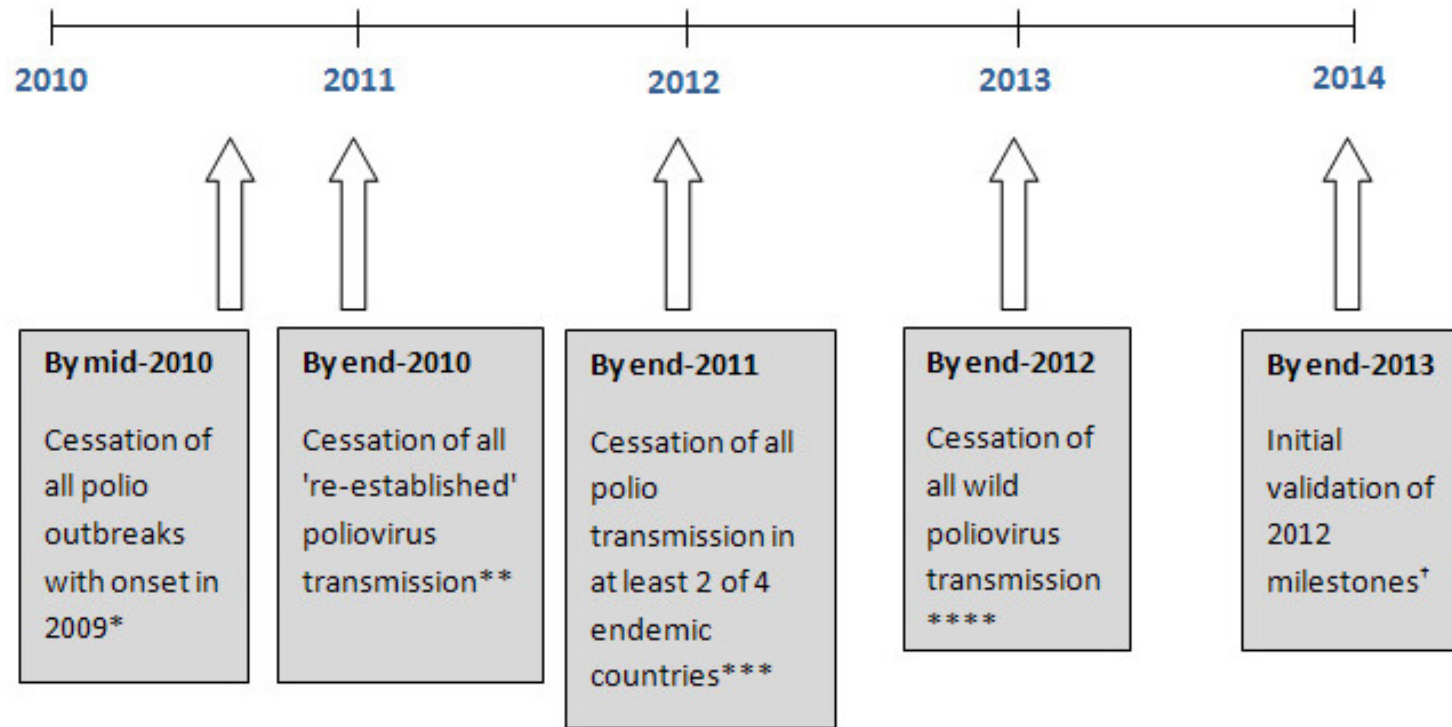 2010 2011 2012 2013 2014
By mid-2010
Cessation of
all polio
outbreaks
with onset in
2009*
By end-2010
Cessation of all
're-established'
poliovirus
transmission**
By end-2011
Cessation of all
polio
transmission in
at least 2 of 4
endemic
countries***
By end-2012
Cessation of
all wild
poliovirus
transmission
****
By end-2013
Initial
validation of
2012
milestones†